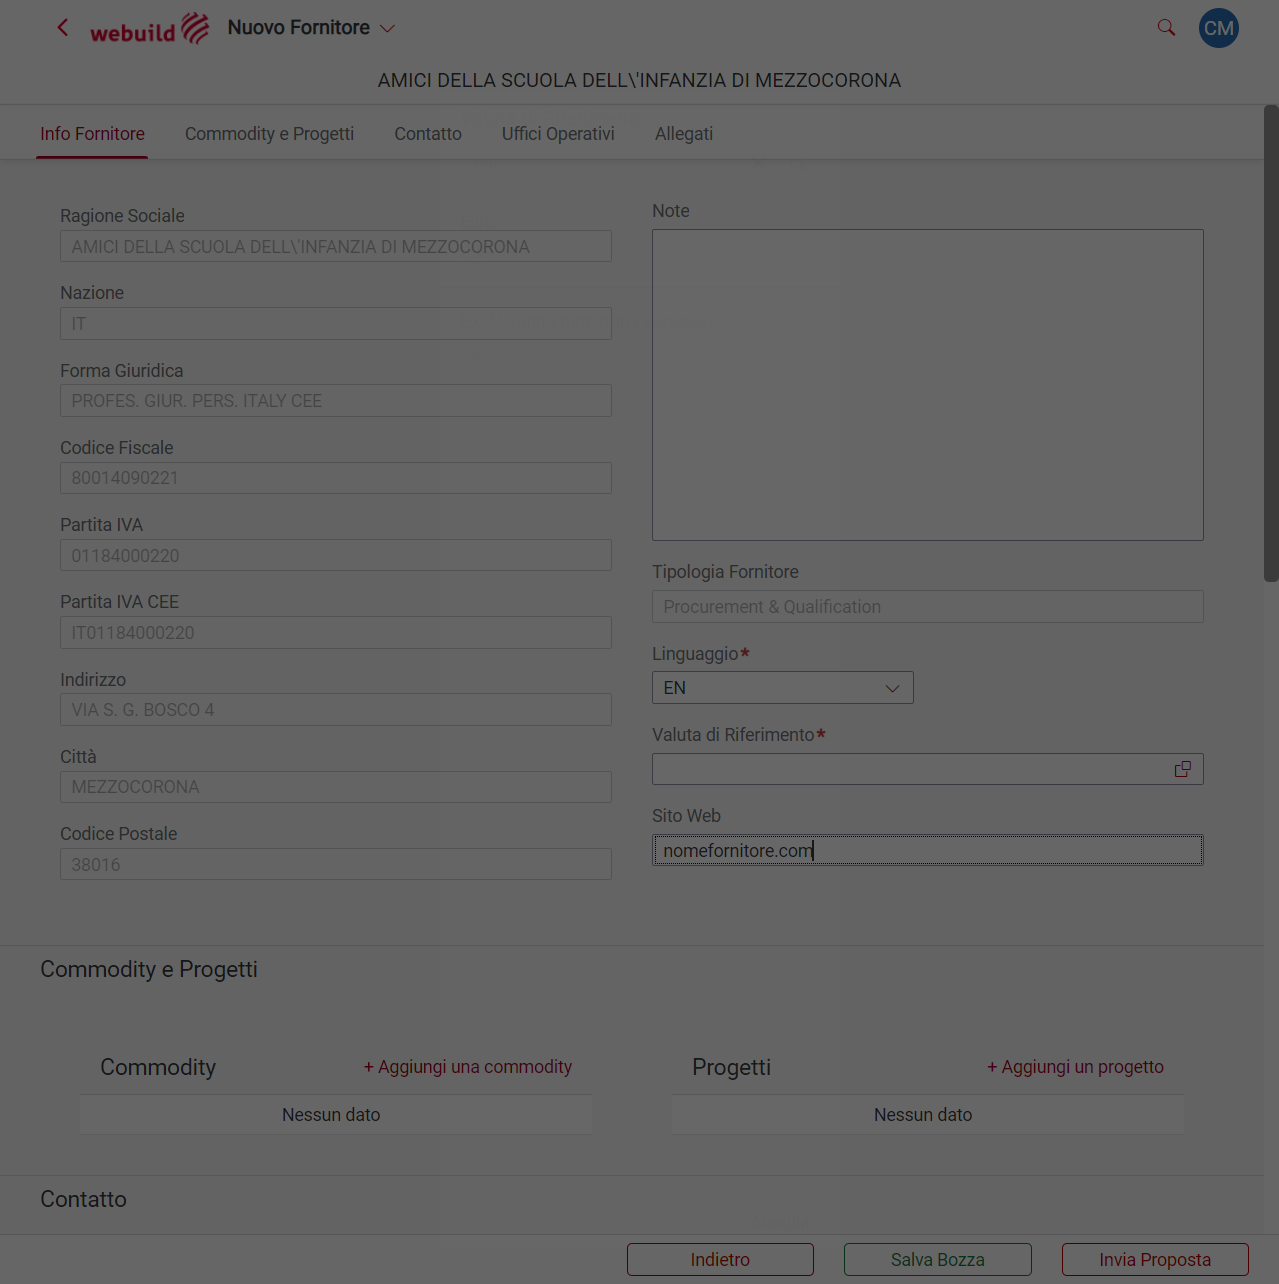 webuild Nuovo Fornitore CM
AMICI DELLA SCUOLA DELL\'INFANZIA DI MEZZOCORONA
Info Fornitore Commodity e Progetti Contatto Uffici Operativi Allegati
Ragione Sociale
AMICI DELLA SCUOLA DELL\'INFANZIA DI MEZZOCORONA
Nazione
IT
Forma Giuridica
PROFES. GIUR. PERS. ITALY CEE
Codice Fiscale
80014090221
Partita IVA
01184000220
Partita IVA CEE
IT01184000220
Indirizzo
VIA S. G. BOSCO 4
Città
MEZZOCORONA
Codice Postale
38016
Note
Tipologia Fornitore
Procurement & Qualification
Linguaggio*
EN
Valuta di Riferimento*
Sito Web
nomefornitore.com
Commodity e Progetti
Commodity + Aggiungi una commodity
Nessun dato
Progetti + Aggiungi un progetto
Nessun dato
Contatto
Indietro Salva Bozza Invia Proposta